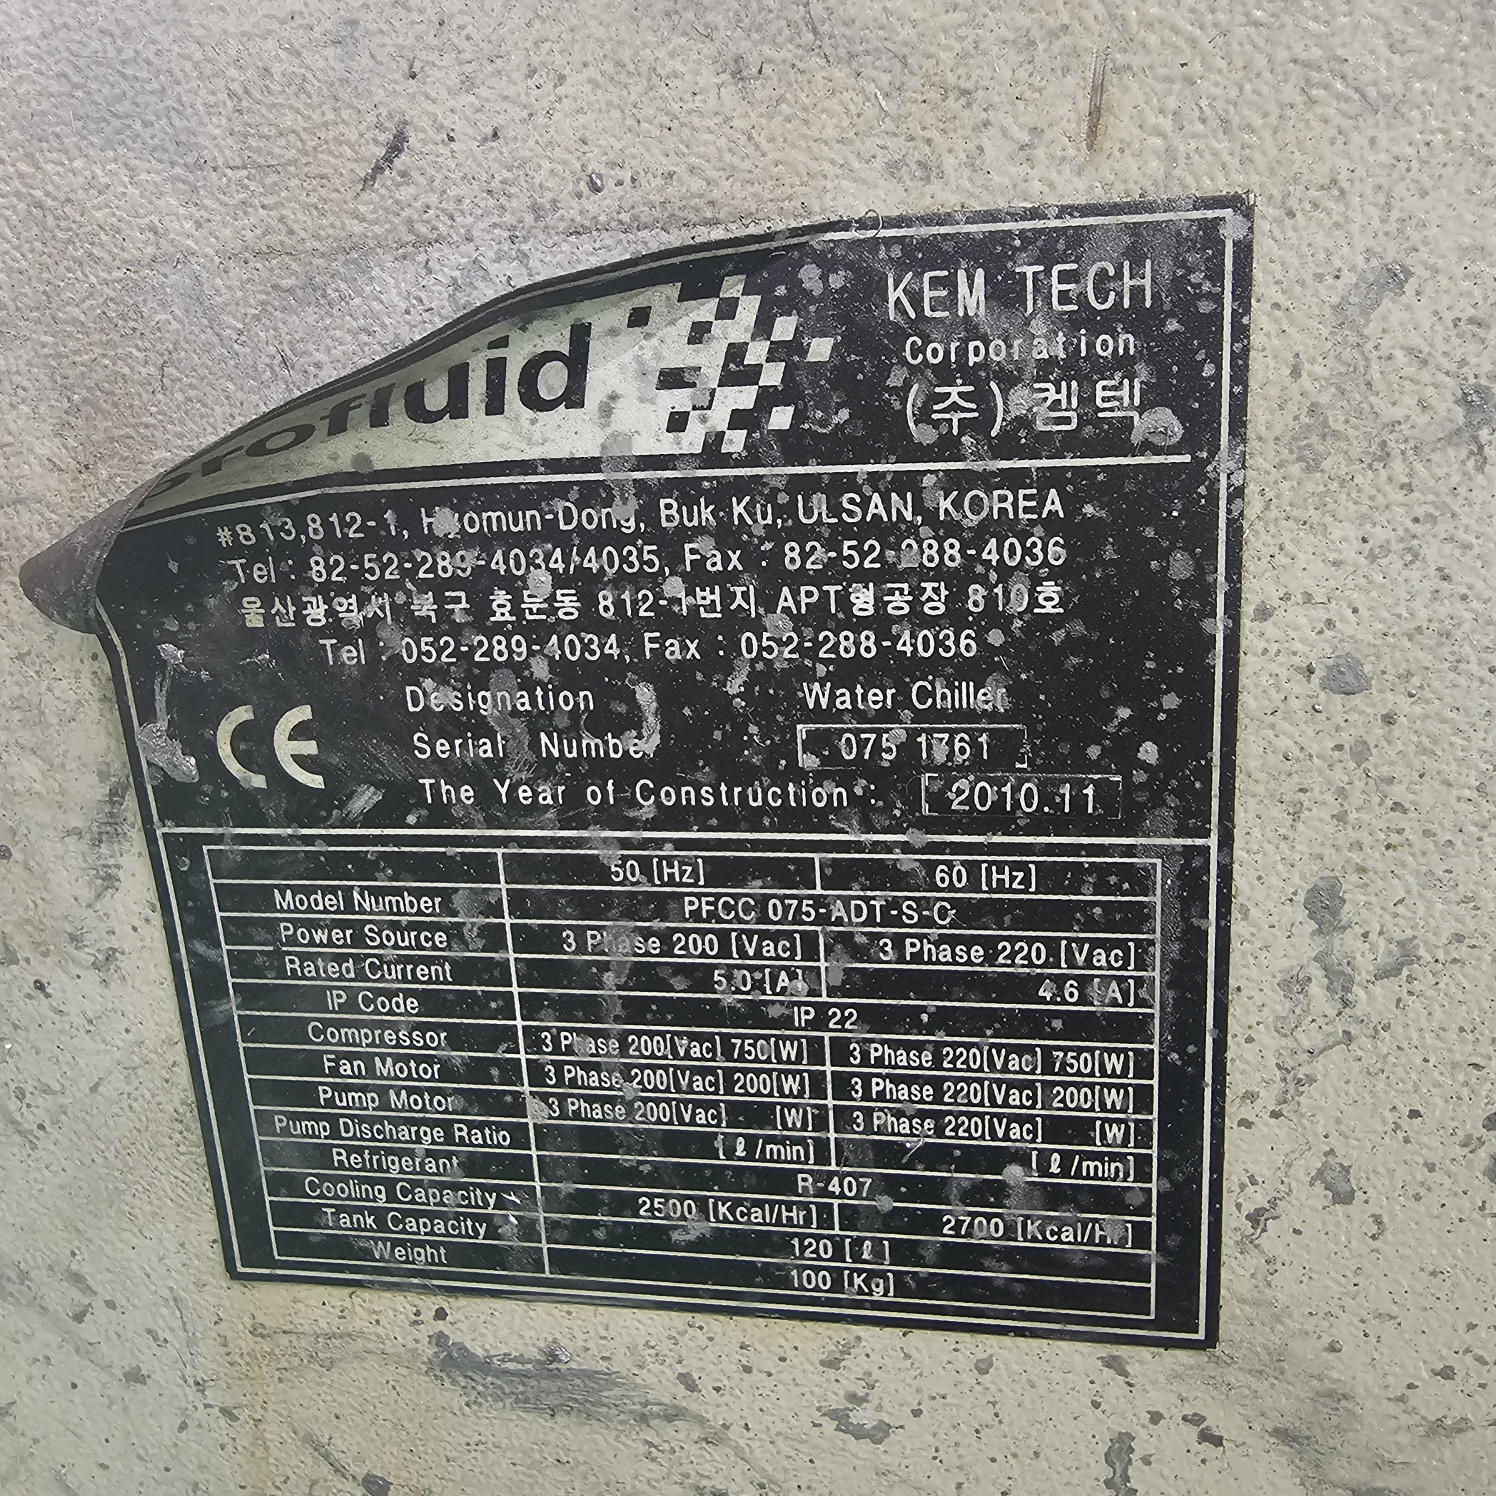 profluid
KEM TECH
Corporation
(주) 켐텍
#813,812-1, Hyomun-Dong, Buk Ku, ULSAN, KOREA
Tel : 82-52-289-4034/4035, Fax : 82-52-288-4036
울산광역시 북구 효문동 812-1번지 APT형공장 810호
Tel : 052-289-4034, Fax : 052-288-4036
Designation Water Chiller
CE
Serial Number 075 1761
The Year of Construction : 2010.11
50 [Hz] 60 [Hz]
Model Number PFCC 075-ADT-S-C
Power Source 3 Phase 200 [Vac] 3 Phase 220 [Vac]
Rated Current 5.0 [A] 4.6 [A]
IP Code IP 22
Compressor 3 Phase 200[Vac] 750[W] 3 Phase 220[Vac] 750[W]
Fan Motor 3 Phase 200[Vac] 200[W] 3 Phase 220[Vac] 200[W]
Pump Motor 3 Phase 200[Vac] [W] 3 Phase 220[Vac] [W]
Pump Discharge Ratio [ℓ/min] [ℓ/min]
Refrigerant R-407
Cooling Capacity 2500 [Kcal/Hr] 2700 [Kcal/Hr]
Tank Capacity 120 [ℓ]
Weight 100 [Kg]